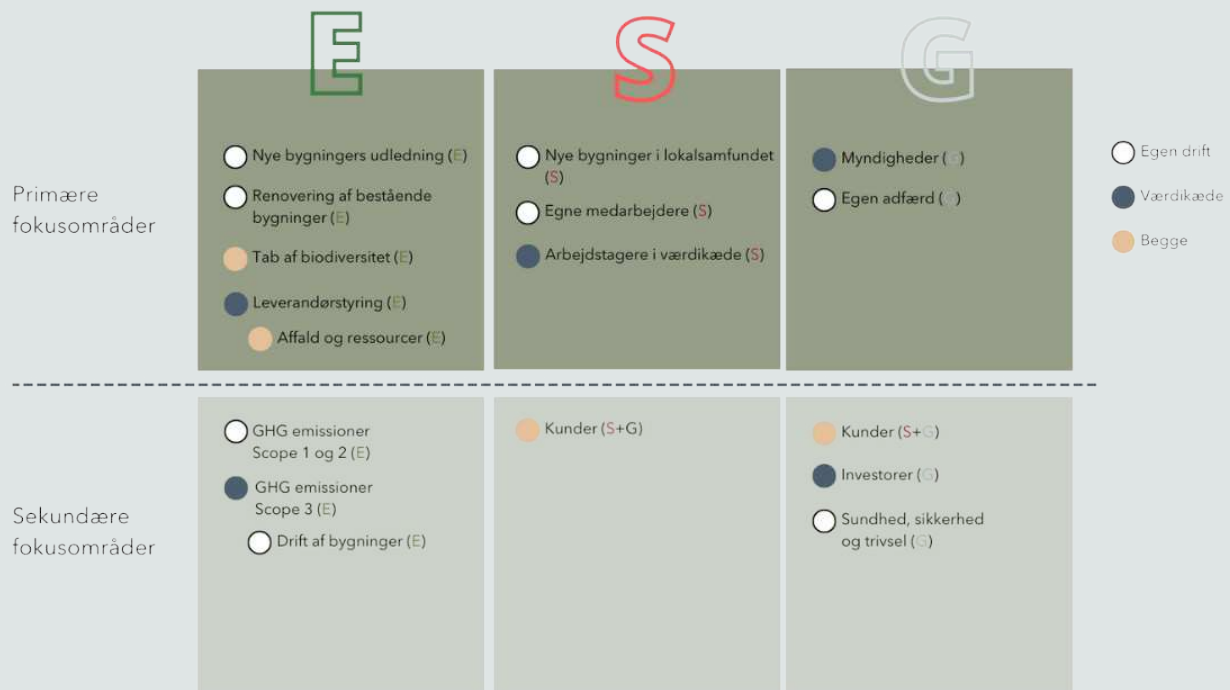 E
S
G
Primære
fokusområder
Nye bygningers udledning (E)
Renovering af bestående
bygninger (E)
Tab af biodiversitet (E)
Leverandørstyring (E)
Affald og ressourcer (E)
Nye bygninger i lokalsamfundet
(S)
Egne medarbejdere (S)
Arbejdstagere i værdikæde (S)
Myndigheder (G)
Egen adfærd (G)
Egen drift
Værdikæde
Begge
Sekundære
fokusområder
GHG emissioner
Scope 1 og 2 (E)
GHG emissioner
Scope 3 (E)
Drift af bygninger (E)
Kunder (S+G)
Kunder (S+G)
Investorer (G)
Sundhed, sikkerhed
og trivsel (G)